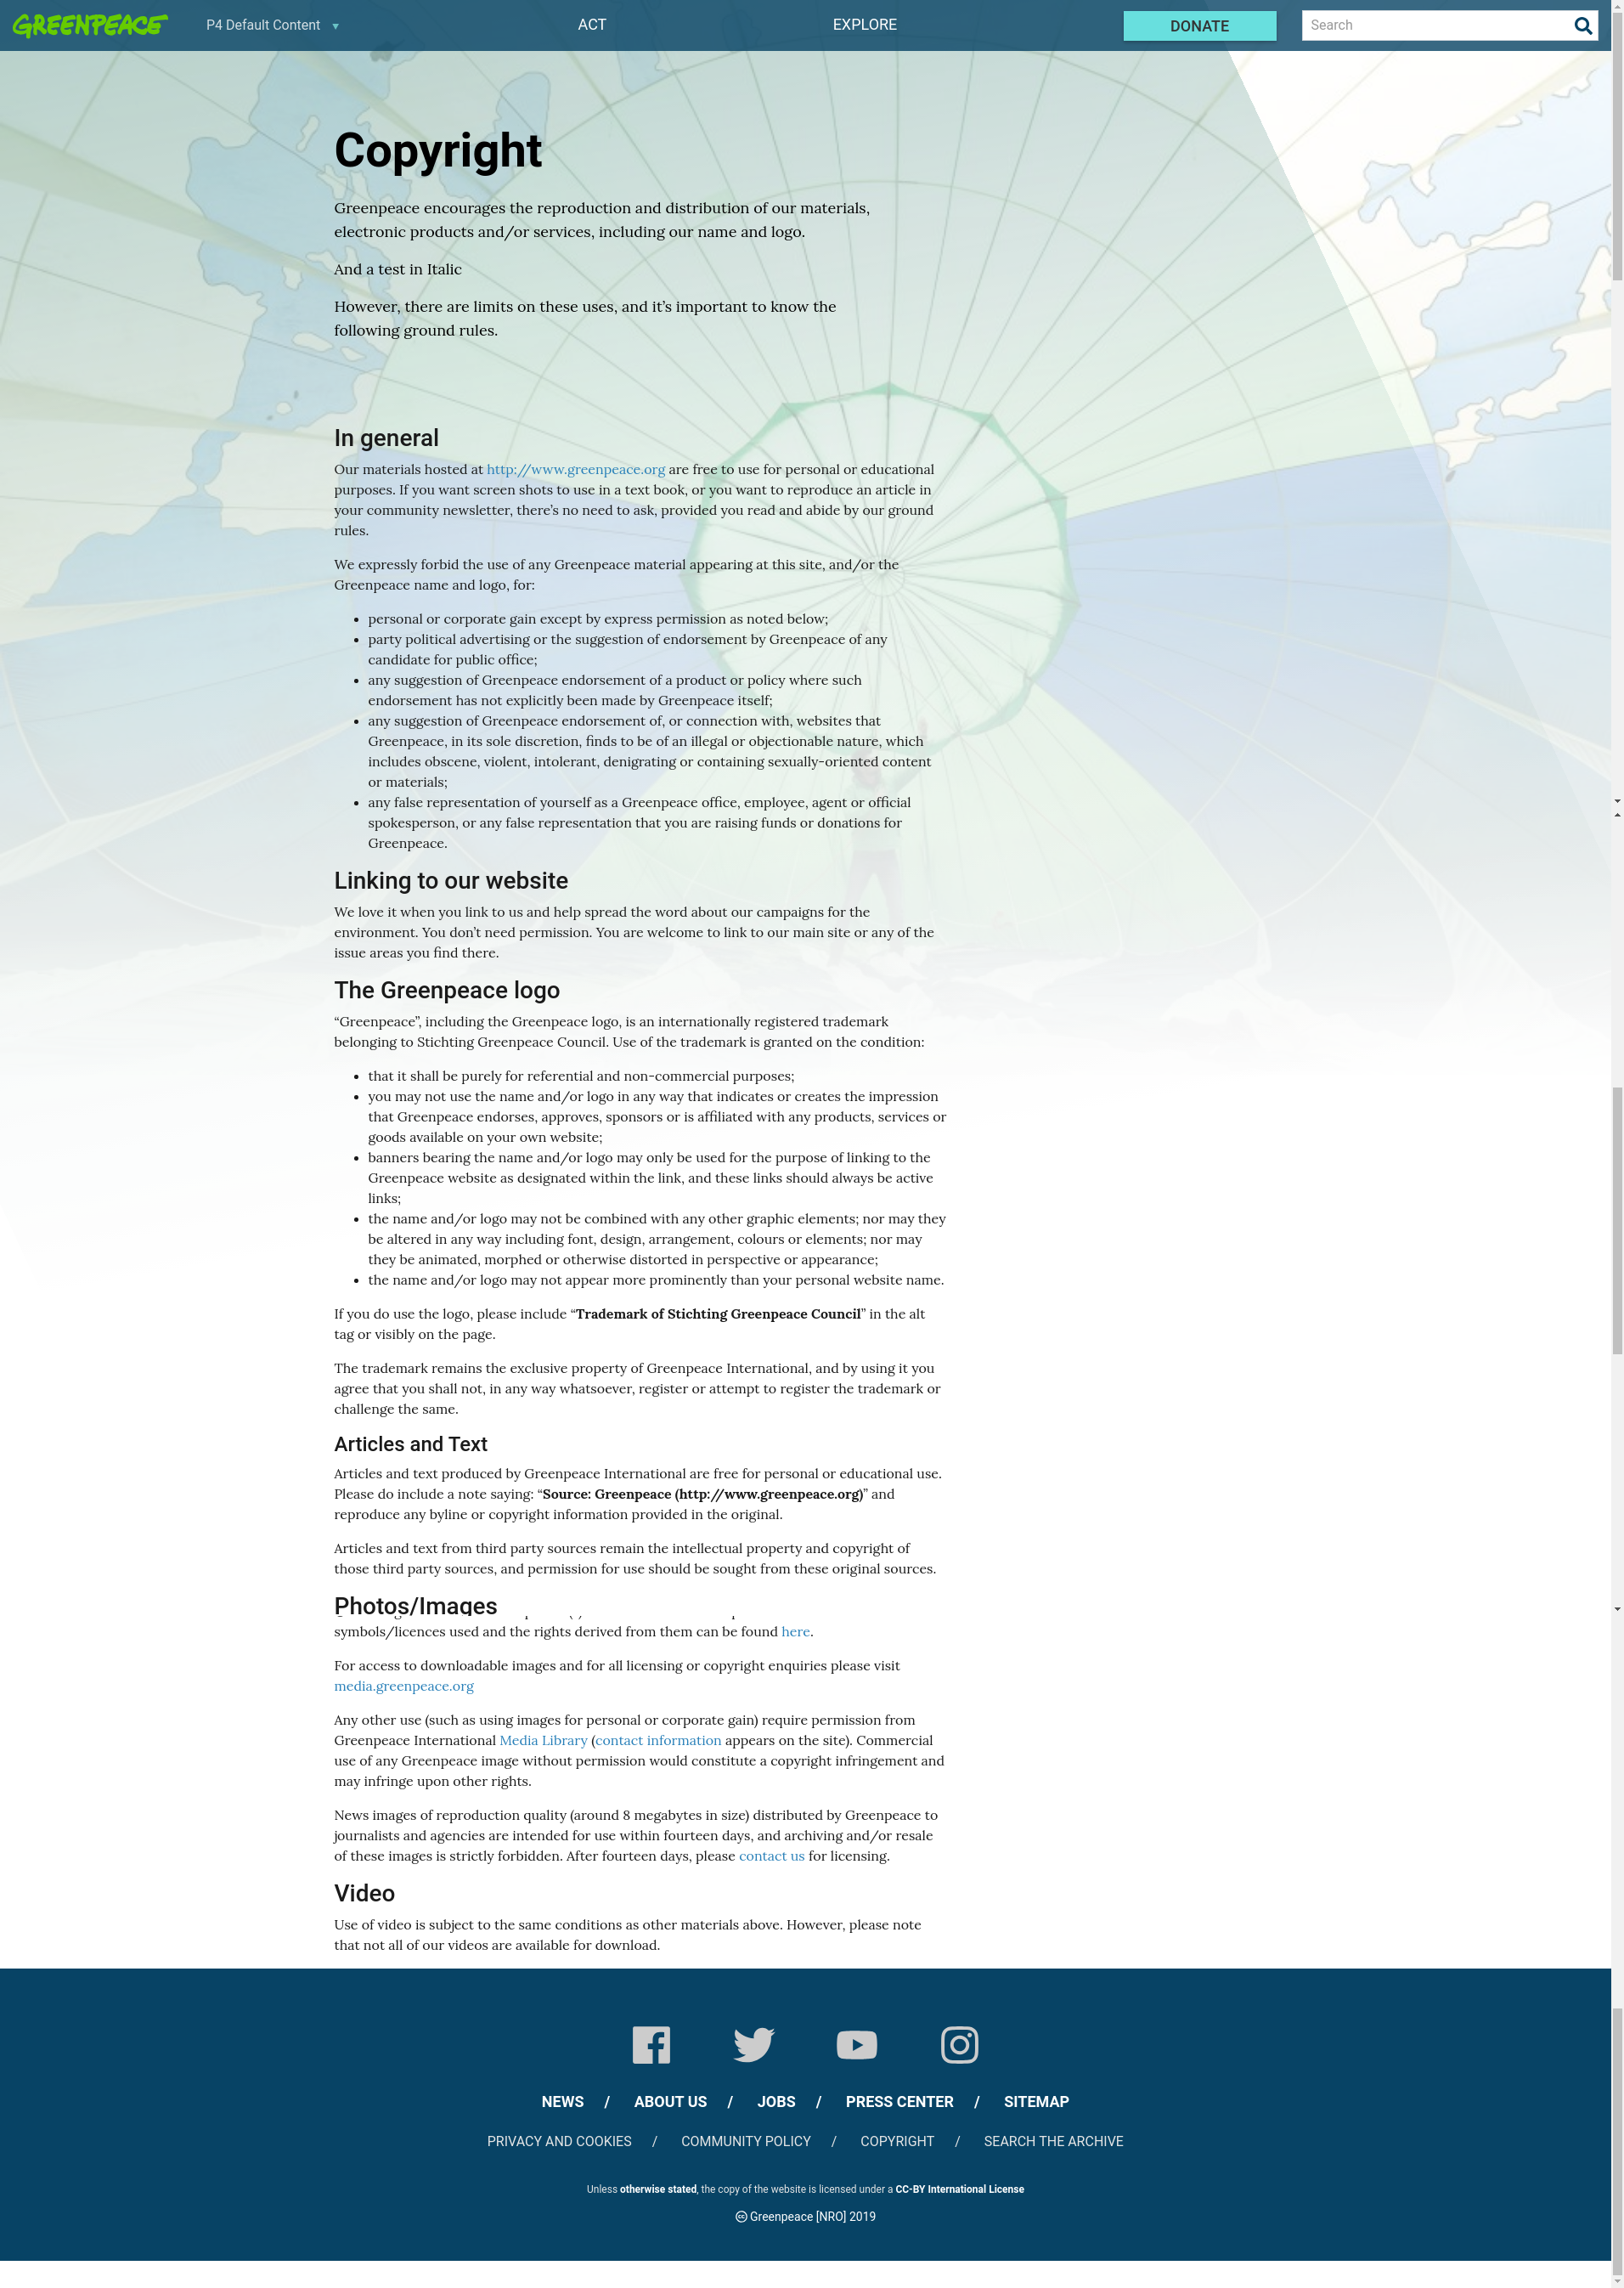 GREENPEACE
P4 Default Content
ACT
EXPLORE
DONATE
Search
Copyright
Greenpeace encourages the reproduction and distribution of our materials,
electronic products and/or services, including our name and logo.
And a test in Italic
However, there are limits on these uses, and it’s important to know the
following ground rules.
In general
Our materials hosted at http://www.greenpeace.org are free to use for personal or educational
purposes. If you want screen shots to use in a text book, or you want to reproduce an article in
your community newsletter, there’s no need to ask, provided you read and abide by our ground
rules.
We expressly forbid the use of any Greenpeace material appearing at this site, and/or the
Greenpeace name and logo, for:
• personal or corporate gain except by express permission as noted below;
• party political advertising or the suggestion of endorsement by Greenpeace of any
candidate for public office;
• any suggestion of Greenpeace endorsement of a product or policy where such
endorsement has not explicitly been made by Greenpeace itself;
• any suggestion of Greenpeace endorsement of, or connection with, websites that
Greenpeace, in its sole discretion, finds to be of an illegal or objectionable nature, which
includes obscene, violent, intolerant, denigrating or containing sexually-oriented content
or materials;
• any false representation of yourself as a Greenpeace office, employee, agent or official
spokesperson, or any false representation that you are raising funds or donations for
Greenpeace.
Linking to our website
We love it when you link to us and help spread the word about our campaigns for the
environment. You don’t need permission. You are welcome to link to our main site or any of the
issue areas you find there.
The Greenpeace logo
“Greenpeace”, including the Greenpeace logo, is an internationally registered trademark
belonging to Stichting Greenpeace Council. Use of the trademark is granted on the condition:
• that it shall be purely for referential and non-commercial purposes;
• you may not use the name and/or logo in any way that indicates or creates the impression
that Greenpeace endorses, approves, sponsors or is affiliated with any products, services or
goods available on your own website;
• banners bearing the name and/or logo may only be used for the purpose of linking to the
Greenpeace website as designated within the link, and these links should always be active
links;
• the name and/or logo may not be combined with any other graphic elements; nor may they
be altered in any way including font, design, arrangement, colours or elements; nor may
they be animated, morphed or otherwise distorted in perspective or appearance;
• the name and/or logo may not appear more prominently than your personal website name.
If you do use the logo, please include “Trademark of Stichting Greenpeace Council” in the alt
tag or visibly on the page.
The trademark remains the exclusive property of Greenpeace International, and by using it you
agree that you shall not, in any way whatsoever, register or attempt to register the trademark or
challenge the same.
Articles and Text
Articles and text produced by Greenpeace International are free for personal or educational use.
Please do include a note saying: “Source: Greenpeace (http://www.greenpeace.org)” and
reproduce any byline or copyright information provided in the original.
Articles and text from third party sources remain the intellectual property and copyright of
those third party sources, and permission for use should be sought from these original sources.
Photos/Images
symbols/licences used and the rights derived from them can be found here.
For access to downloadable images and for all licensing or copyright enquiries please visit
media.greenpeace.org
Any other use (such as using images for personal or corporate gain) require permission from
Greenpeace International Media Library (contact information appears on the site). Commercial
use of any Greenpeace image without permission would constitute a copyright infringement and
may infringe upon other rights.
News images of reproduction quality (around 8 megabytes in size) distributed by Greenpeace to
journalists and agencies are intended for use within fourteen days, and archiving and/or resale
of these images is strictly forbidden. After fourteen days, please contact us for licensing.
Video
Use of video is subject to the same conditions as other materials above. However, please note
that not all of our videos are available for download.
NEWS / ABOUT US / JOBS / PRESS CENTER / SITEMAP
PRIVACY AND COOKIES / COMMUNITY POLICY / COPYRIGHT / SEARCH THE ARCHIVE
Unless otherwise stated, the copy of the website is licensed under a CC-BY International License
Greenpeace [NRO] 2019